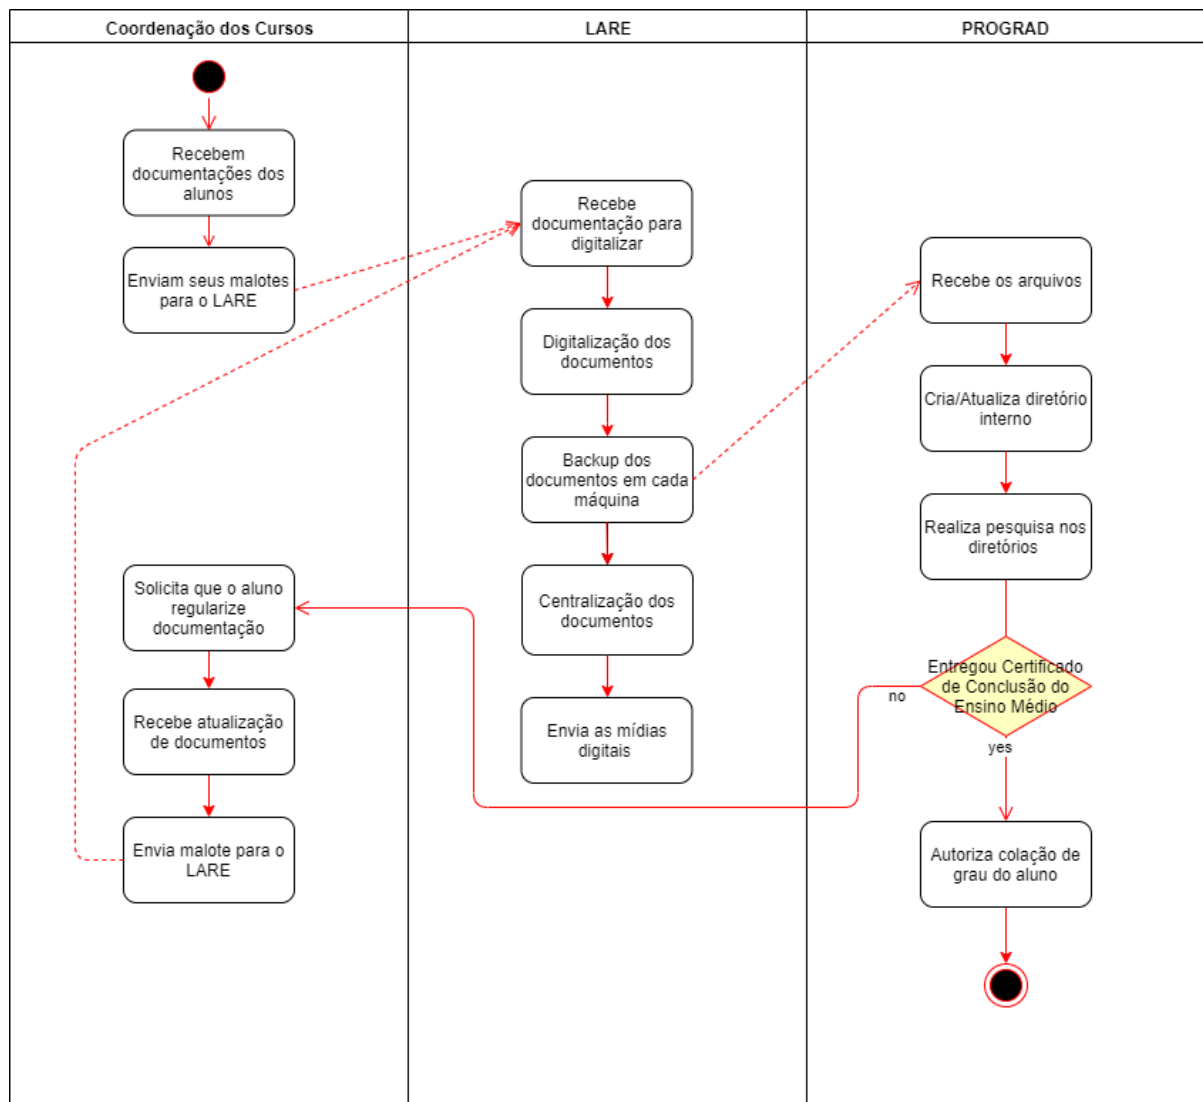 Coordenação dos Cursos
LARE
PROGRAD
Recebem
documentações dos
alunos
Enviam seus malotes
para o LARE
Solicita que o aluno
regularize
documentação
Recebe atualização
de documentos
Envia malote para o
LARE
Recebe
documentação para
digitalizar
Digitalização dos
documentos
Backup dos
documentos em cada
máquina
Centralização dos
documentos
Envia as mídias
digitais
Recebe os arquivos
Cria/Atualiza diretório
interno
Realiza pesquisa nos
diretórios
Entregou Certificado
de Conclusão do
Ensino Médio
no
yes
Autoriza colação de
grau do aluno